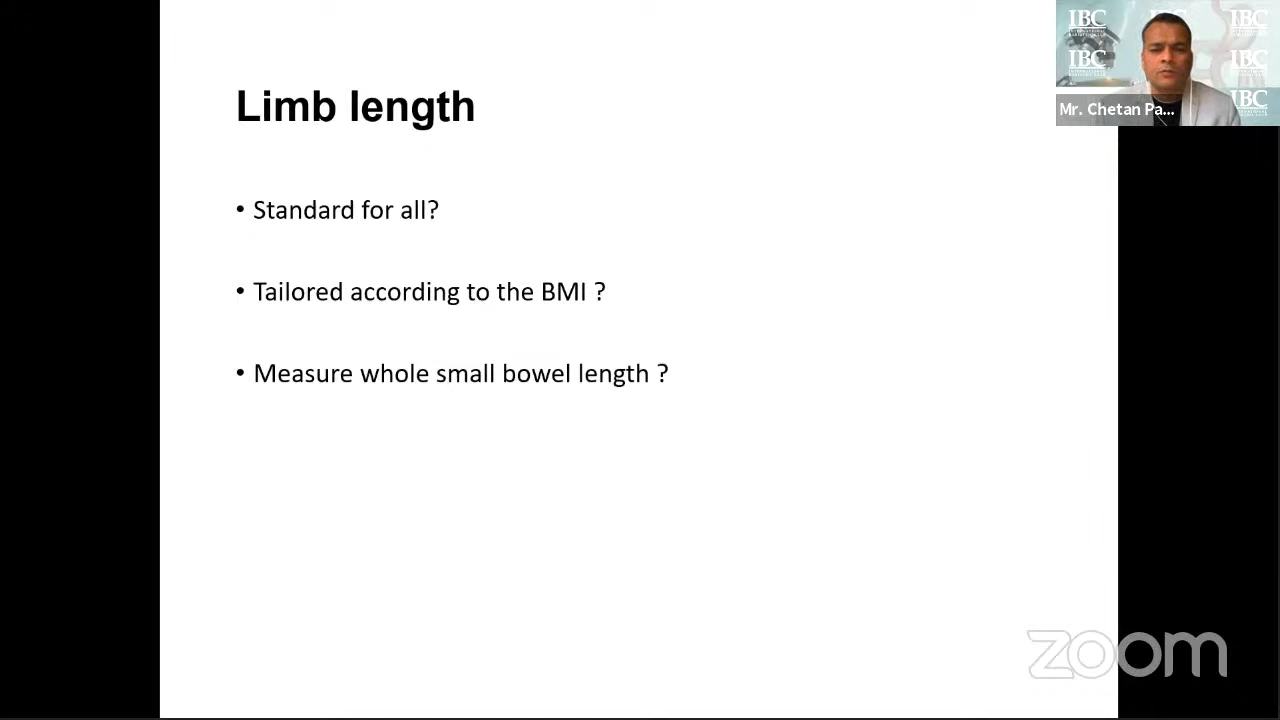 Limb length
• Standard for all?
• Tailored according to the BMI ?
• Measure whole small bowel length ?
IBC
IBC
IBC
IBC
IBC
Mr. Chetan Pa...
zoom